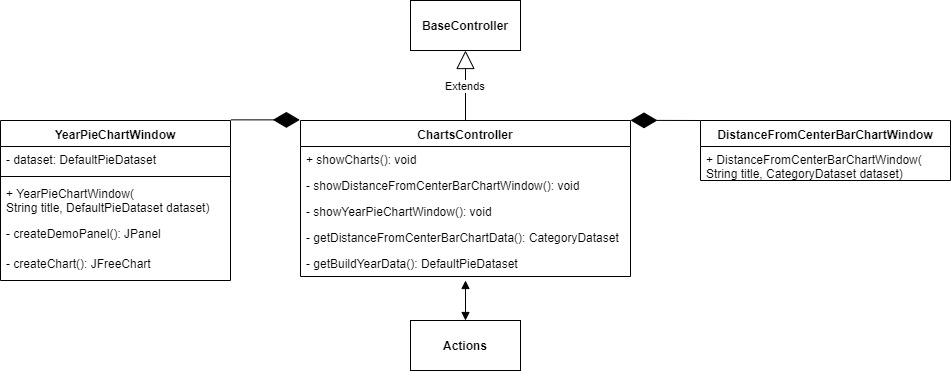 BaseController
Extends
YearPieChartWindow
- dataset: DefaultPieDataset
+ YearPieChartWindow(
String title, DefaultPieDataset dataset)
- createDemoPanel(): JPanel
- createChart(): JFreeChart
ChartsController
+ showCharts(): void
- showDistanceFromCenterBarChartWindow(): void
- showYearPieChartWindow(): void
- getDistanceFromCenterBarChartData(): CategoryDataset
- getBuildYearData(): DefaultPieDataset
DistanceFromCenterBarChartWindow
+ DistanceFromCenterBarChartWindow(
String title, CategoryDataset dataset)
Actions